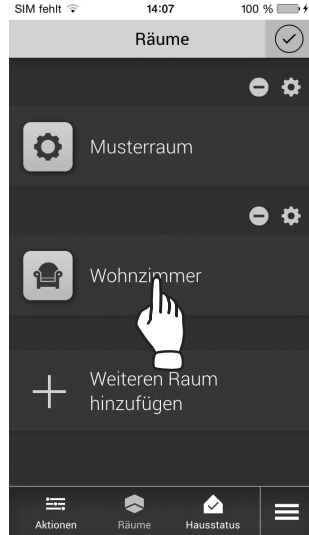 SIM fehlt 14:07 100 %
Räume
Musterraum
Wohnzimmer
Weiteren Raum
hinzufügen
Aktionen Räume Hausstatus